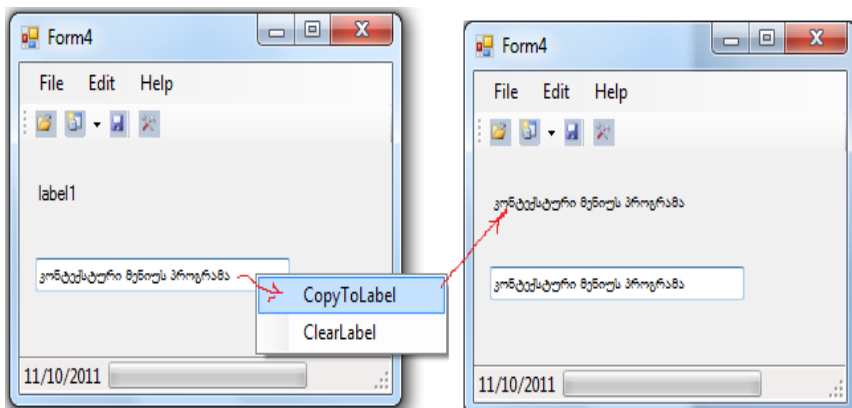 Form4
File Edit Help
label1
კონტექსტური მენიუს პროგრამა
CopyToLabel
ClearLabel
11/10/2011
Form4
File Edit Help
კონტექსტური მენიუს პროგრამა
კონტექსტური მენიუს პროგრამა
11/10/2011